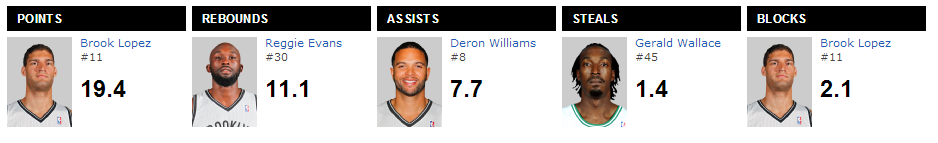 POINTS
Brook Lopez
#11
19.4
REBOUNDS
Reggie Evans
#30
11.1
ASSISTS
Deron Williams
#8
7.7
STEALS
Gerald Wallace
#45
1.4
BLOCKS
Brook Lopez
#11
2.1